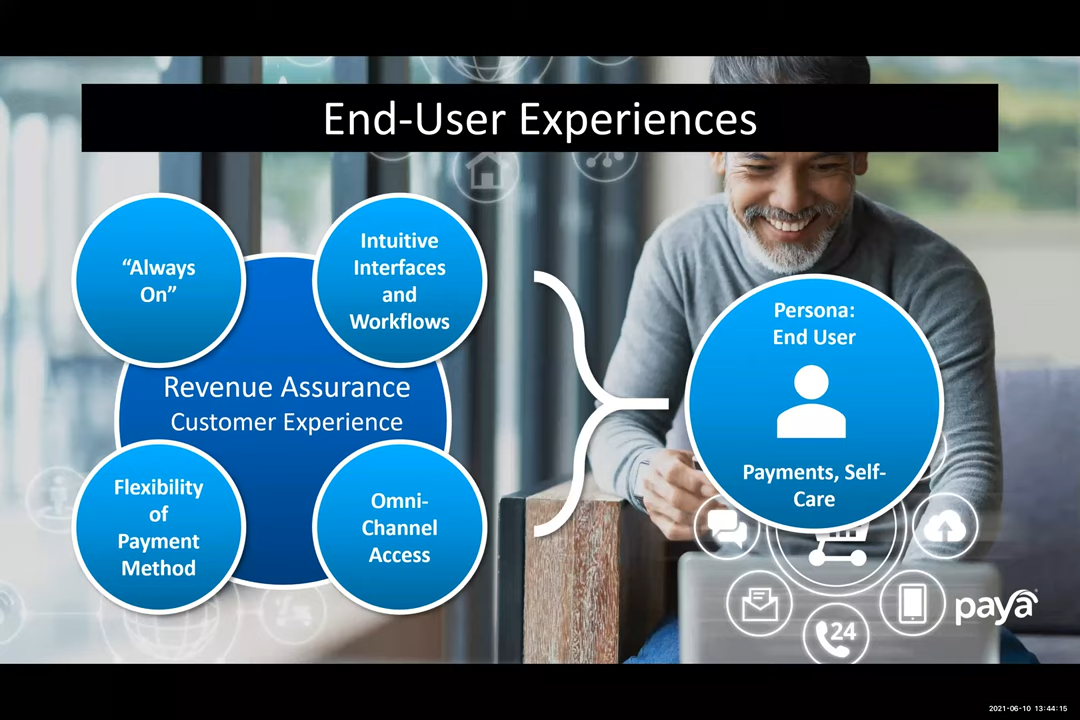 End-User Experiences
“Always
On”
Intuitive
Interfaces
and
Workflows
Revenue Assurance
Customer Experience
Flexibility
of
Payment
Method
Omni-
Channel
Access
Persona:
End User
Payments, Self-
Care
24
paya
2021-06-10 13:44:15